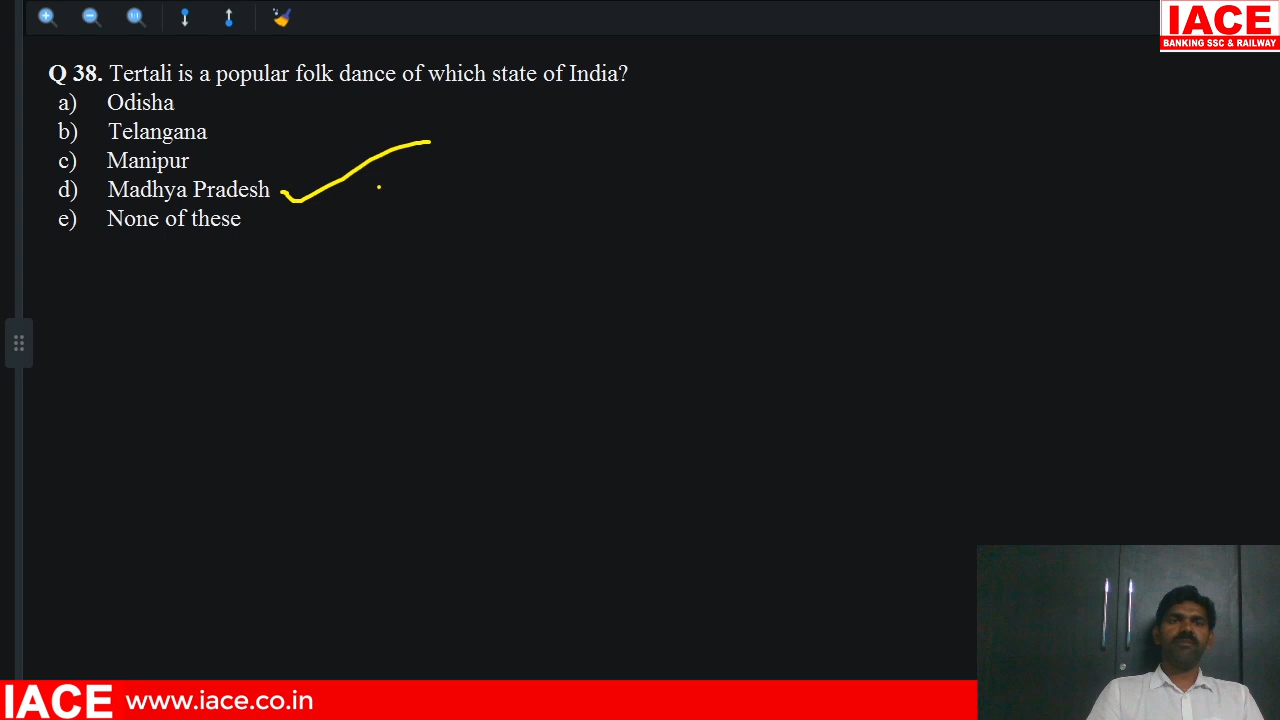 IACE
BANKING SSC & RAILWAY
Q 38. Tertali is a popular folk dance of which state of India?
a) Odisha
b) Telangana
c) Manipur
d) Madhya Pradesh
e) None of these
IACE www.iace.co.in